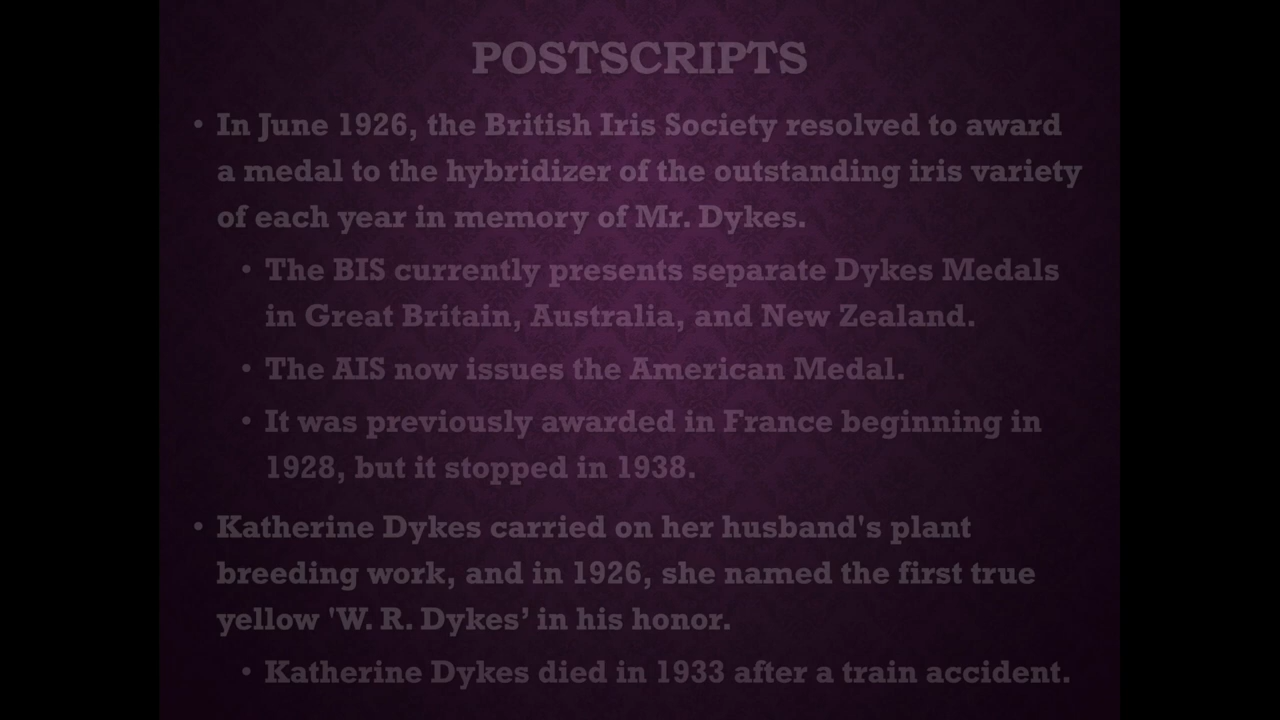 POSTSCRIPTS
• In June 1926, the British Iris Society resolved to award
a medal to the hybridizer of the outstanding iris variety
of each year in memory of Mr. Dykes.
• The BIS currently presents separate Dykes Medals
in Great Britain, Australia, and New Zealand.
• The AIS now issues the American Medal.
• It was previously awarded in France beginning in
1928, but it stopped in 1938.
• Katherine Dykes carried on her husband's plant
breeding work, and in 1926, she named the first true
yellow 'W. R. Dykes’ in his honor.
• Katherine Dykes died in 1933 after a train accident.